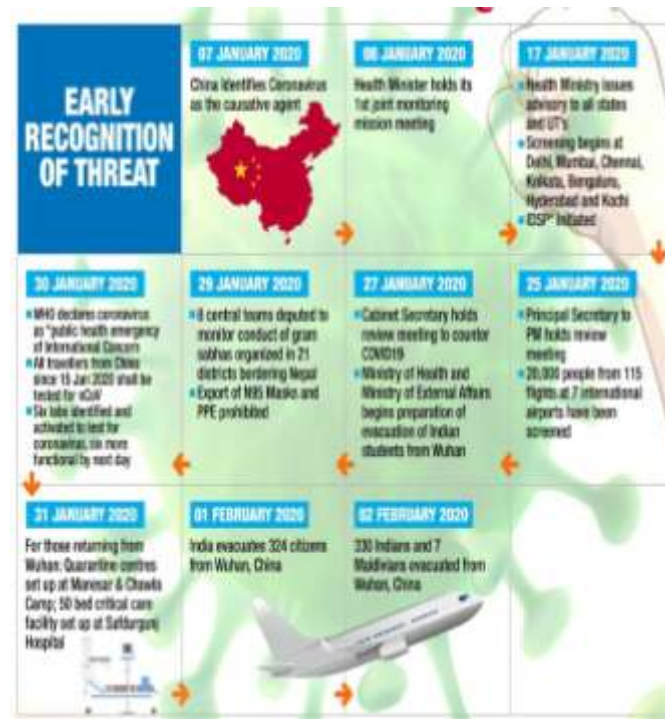 EARLY
RECOGNITION
OF THREAT
07 JANUARY 2020
China Identifies Coronavirus
as the causative agent
08 JANUARY 2020
Health Minister holds its
1st joint monitoring
mission meeting
17 JANUARY 2020
Health Ministry issues
advisory to all states
and UT's
Screening begins at
Delhi, Mumbai, Chennai,
Kolkata, Bengaluru,
Hyderabad and Kochi
IDSP* Initiated
25 JANUARY 2020
Principal Secretary to
PM holds review
meeting
20,000 people from 115
flights at 7 international
airports have been
screened
27 JANUARY 2020
Cabinet Secretary holds
review meeting to counter
COVID19
Ministry of Health and
Ministry of External Affairs
begins preparation of
evacuation of Indian
students from Wuhan
29 JANUARY 2020
8 central teams deputed to
monitor conduct of gram
sabhas organized in 21
districts bordering Nepal
Export of N95 Masks and
PPE prohibited
30 JANUARY 2020
WHO declares coronavirus
as "public health emergency
of International Concern
All travellers from China
since 15 Jan 2020 shall be
tested for nCoV
Six labs identified and
activated to test for
coronavirus, six more
functional by next day
31 JANUARY 2020
For those returning from
Wuhan, Quarantine centres
set up at Manesar & Chawla
Camp; 50 bed critical care
facility set up at Safdurgunj
Hospital
01 FEBRUARY 2020
India evacuates 324 citizens
from Wuhan, China
02 FEBRUARY 2020
330 Indians and 7
Maldivians evacuated from
Wuhan, China